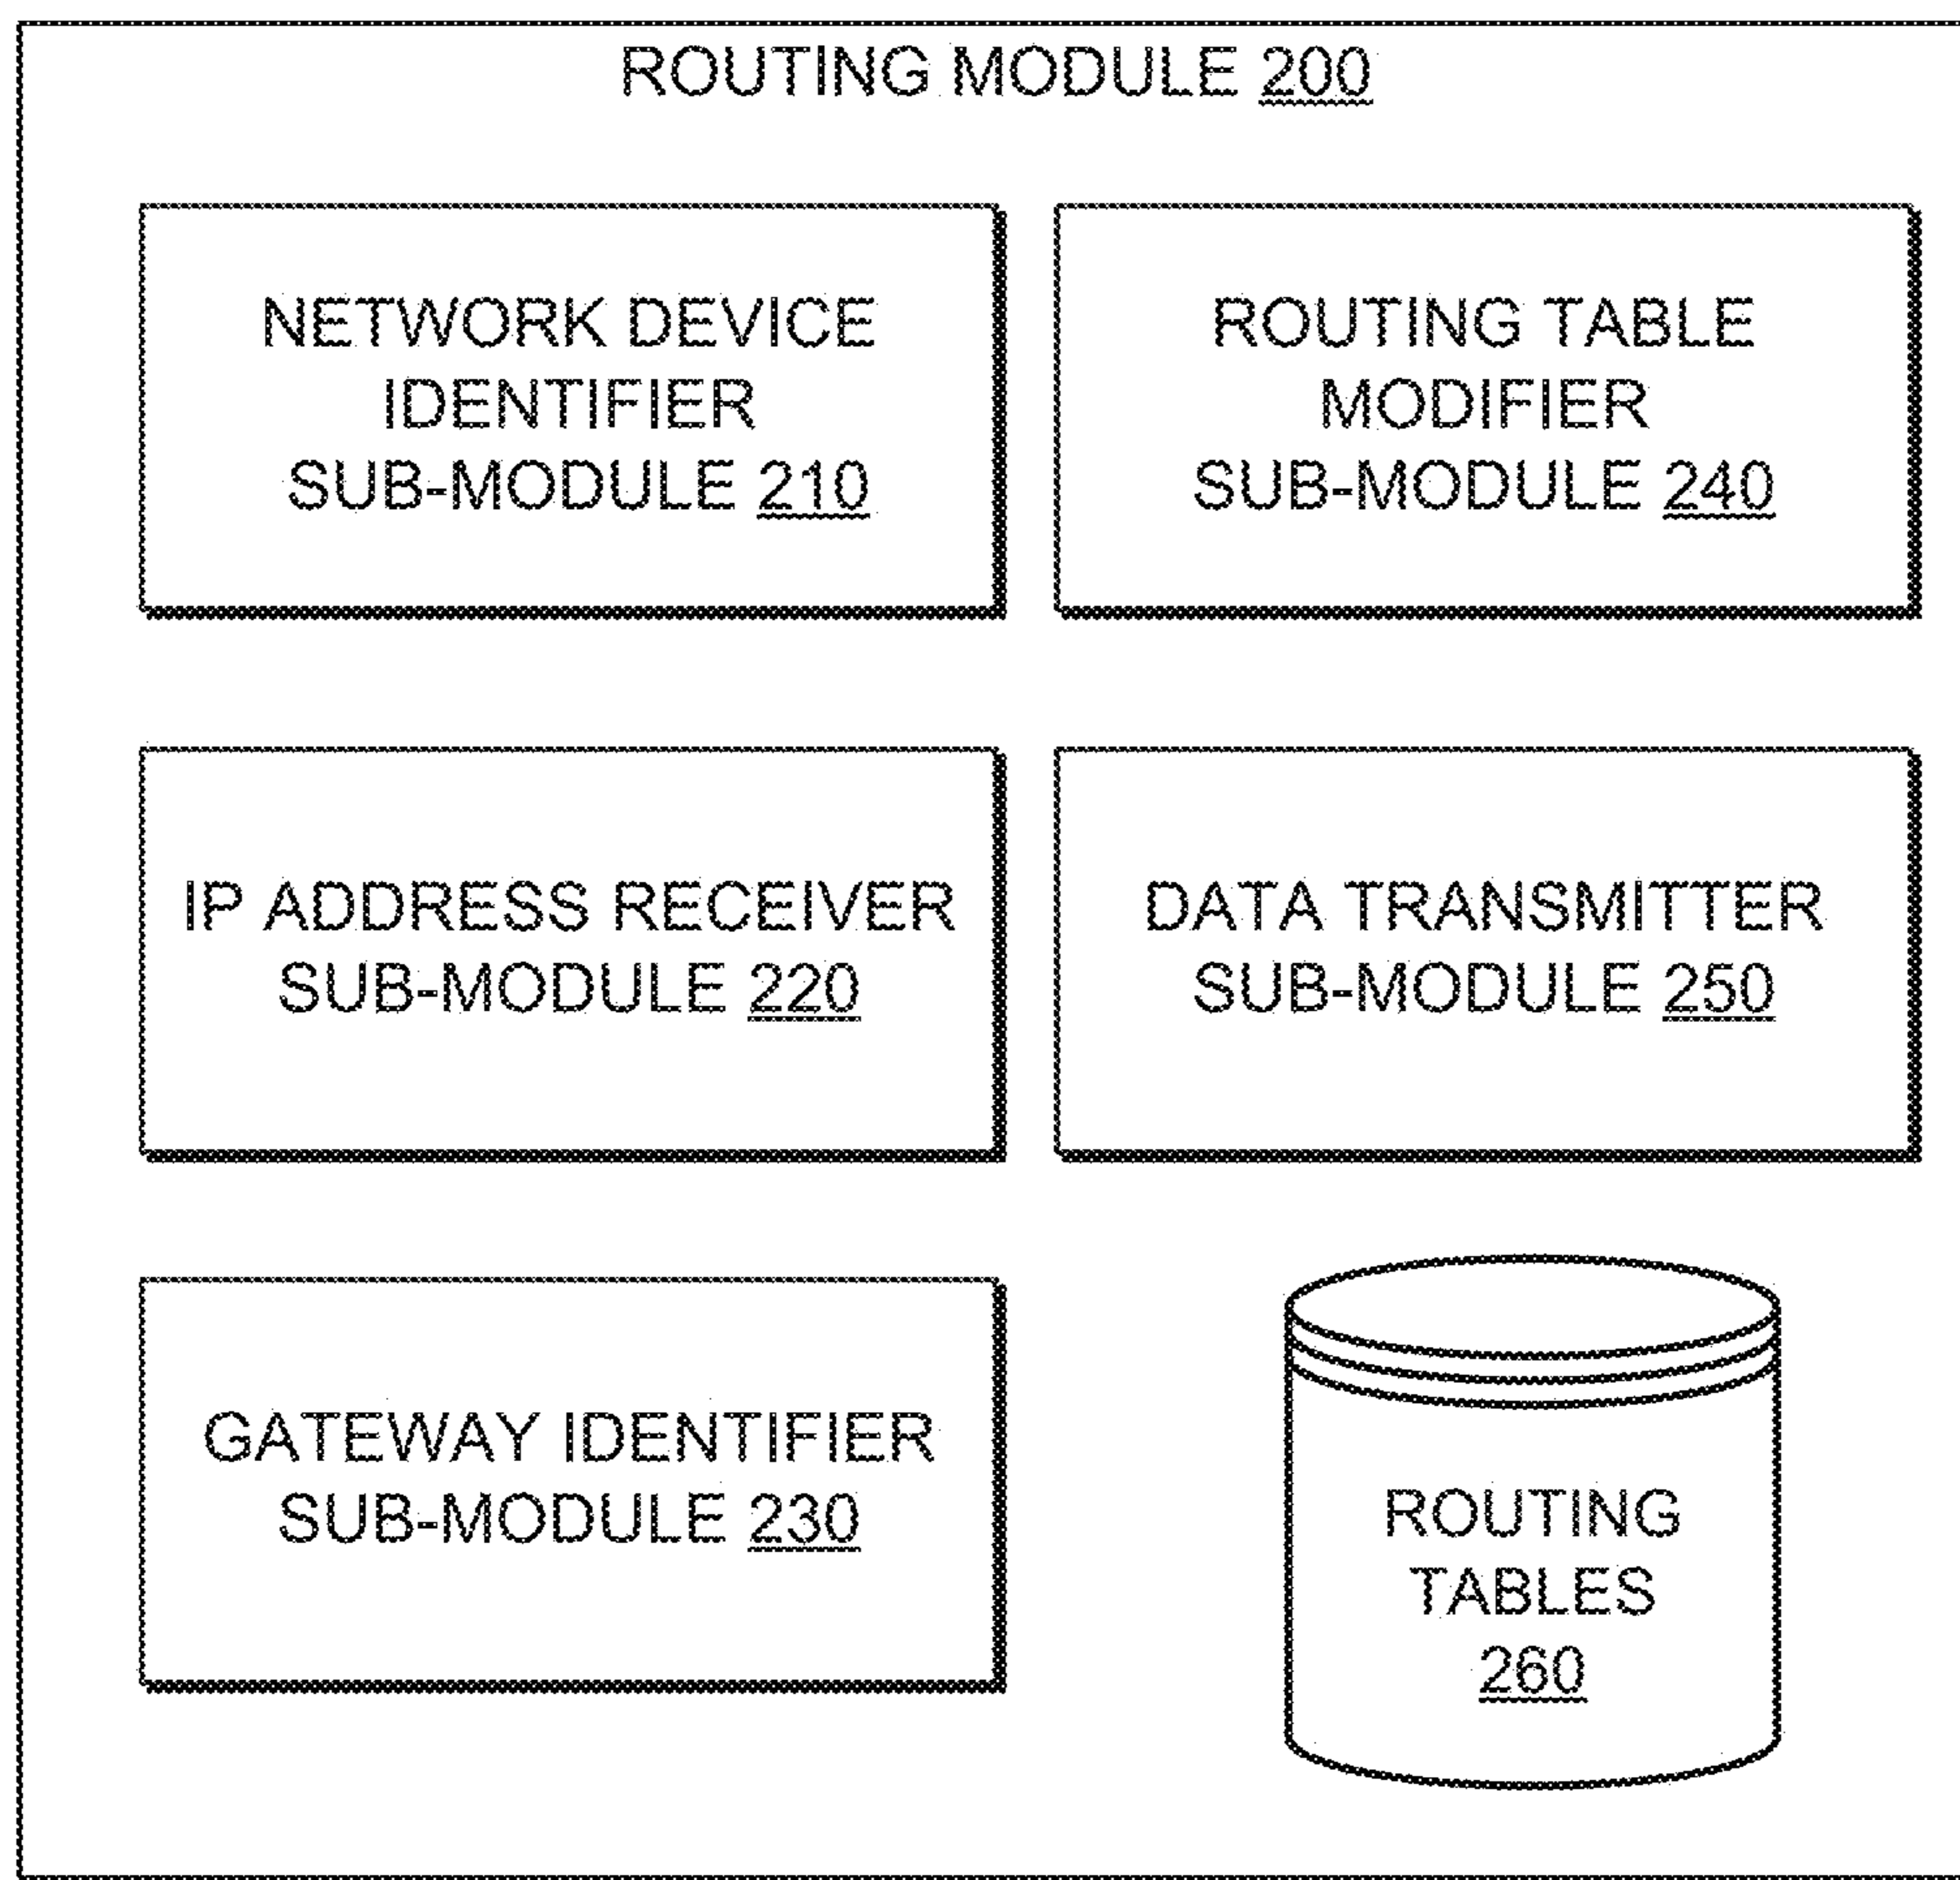 ROUTING MODULE 200
NETWORK DEVICE
IDENTIFIER
SUB-MODULE 210
ROUTING TABLE
MODIFIER
SUB-MODULE 240
IP ADDRESS RECEIVER
SUB-MODULE 220
DATA TRANSMITTER
SUB-MODULE 250
GATEWAY IDENTIFIER
SUB-MODULE 230
ROUTING
TABLES
260